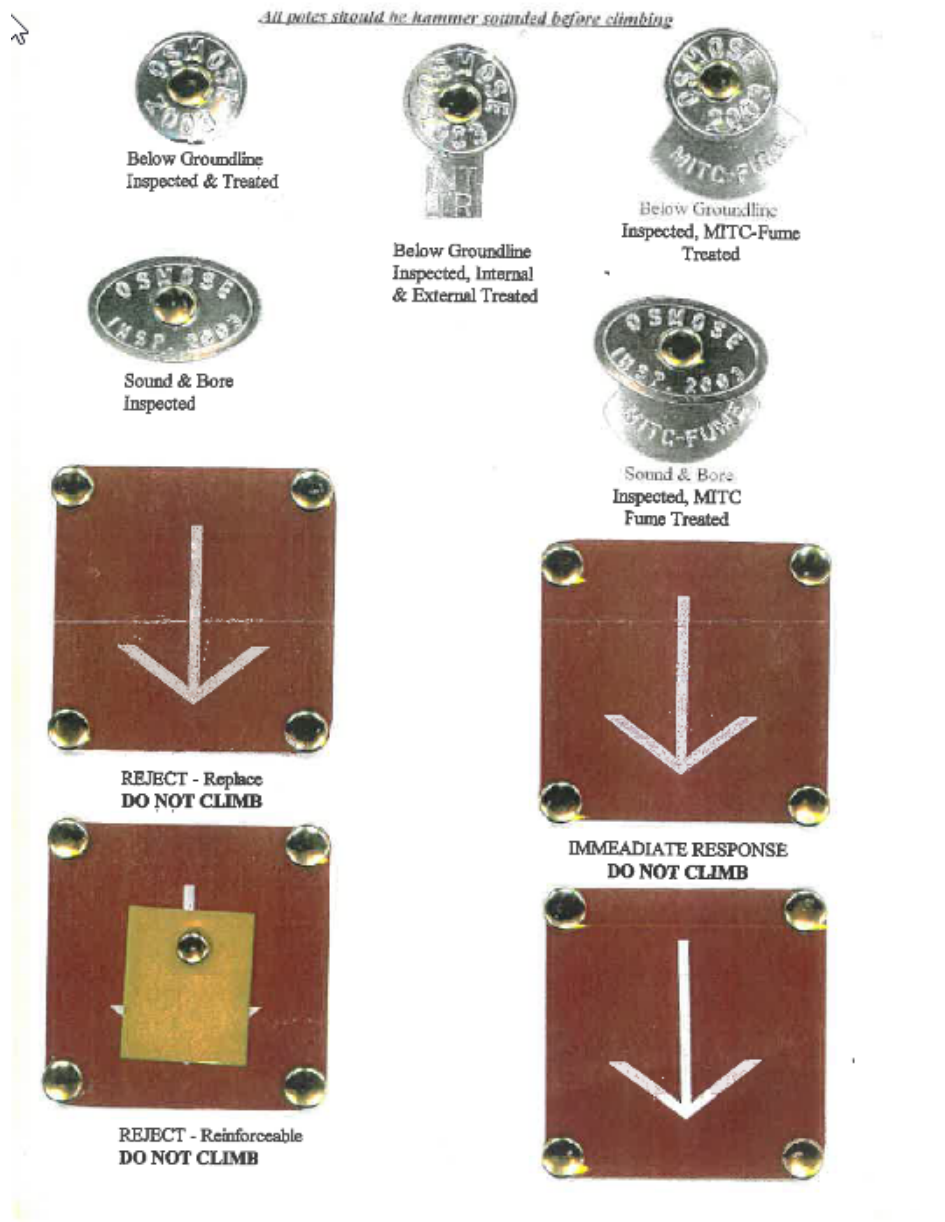 All poles should be hammer sounded before climbing
OSMOSE
2003
Below Groundline
Inspected & Treated
OSMOSE
2003
INT
TR
Below Groundline
Inspected, Internal
& External Treated
OSMOSE
2003
MITC-FUME
Below Groundline
Inspected, MITC-Fume
Treated
OSMOSE
INSP. 2003
Sound & Bore
Inspected
OSMOSE
INSP. 2003
MITC-FUME
Sound & Bore
Inspected, MITC
Fume Treated
REJECT - Replace
DO NOT CLIMB
IMMEADIATE RESPONSE
DO NOT CLIMB
REJECT - Reinforceable
DO NOT CLIMB